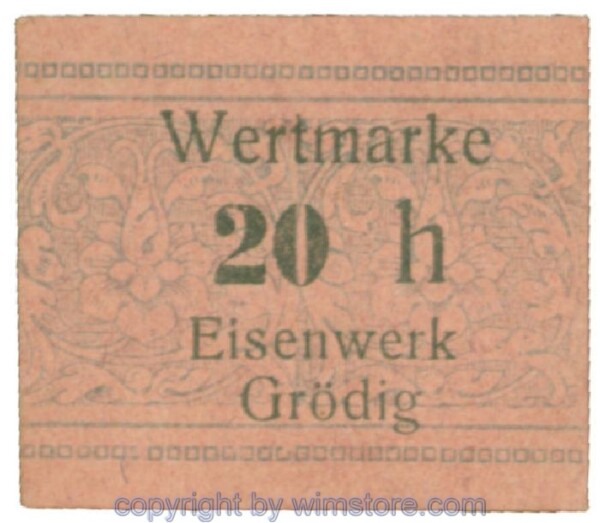 Wertmarke
20 h
Eisenwerk
Grödig
copyright by wimstore.com